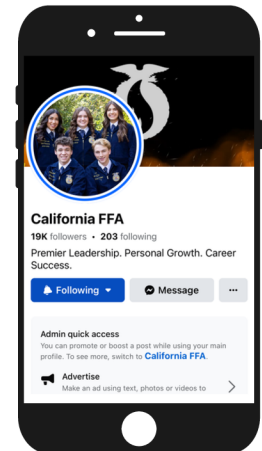 California FFA
19K followers • 203 following
Premier Leadership. Personal Growth. Career
Success.
Following
Message
...
Admin quick access
You can promote or boost a post while using your main
profile. To see more, switch to California FFA.
Advertise
Make an ad using text, photos or videos to